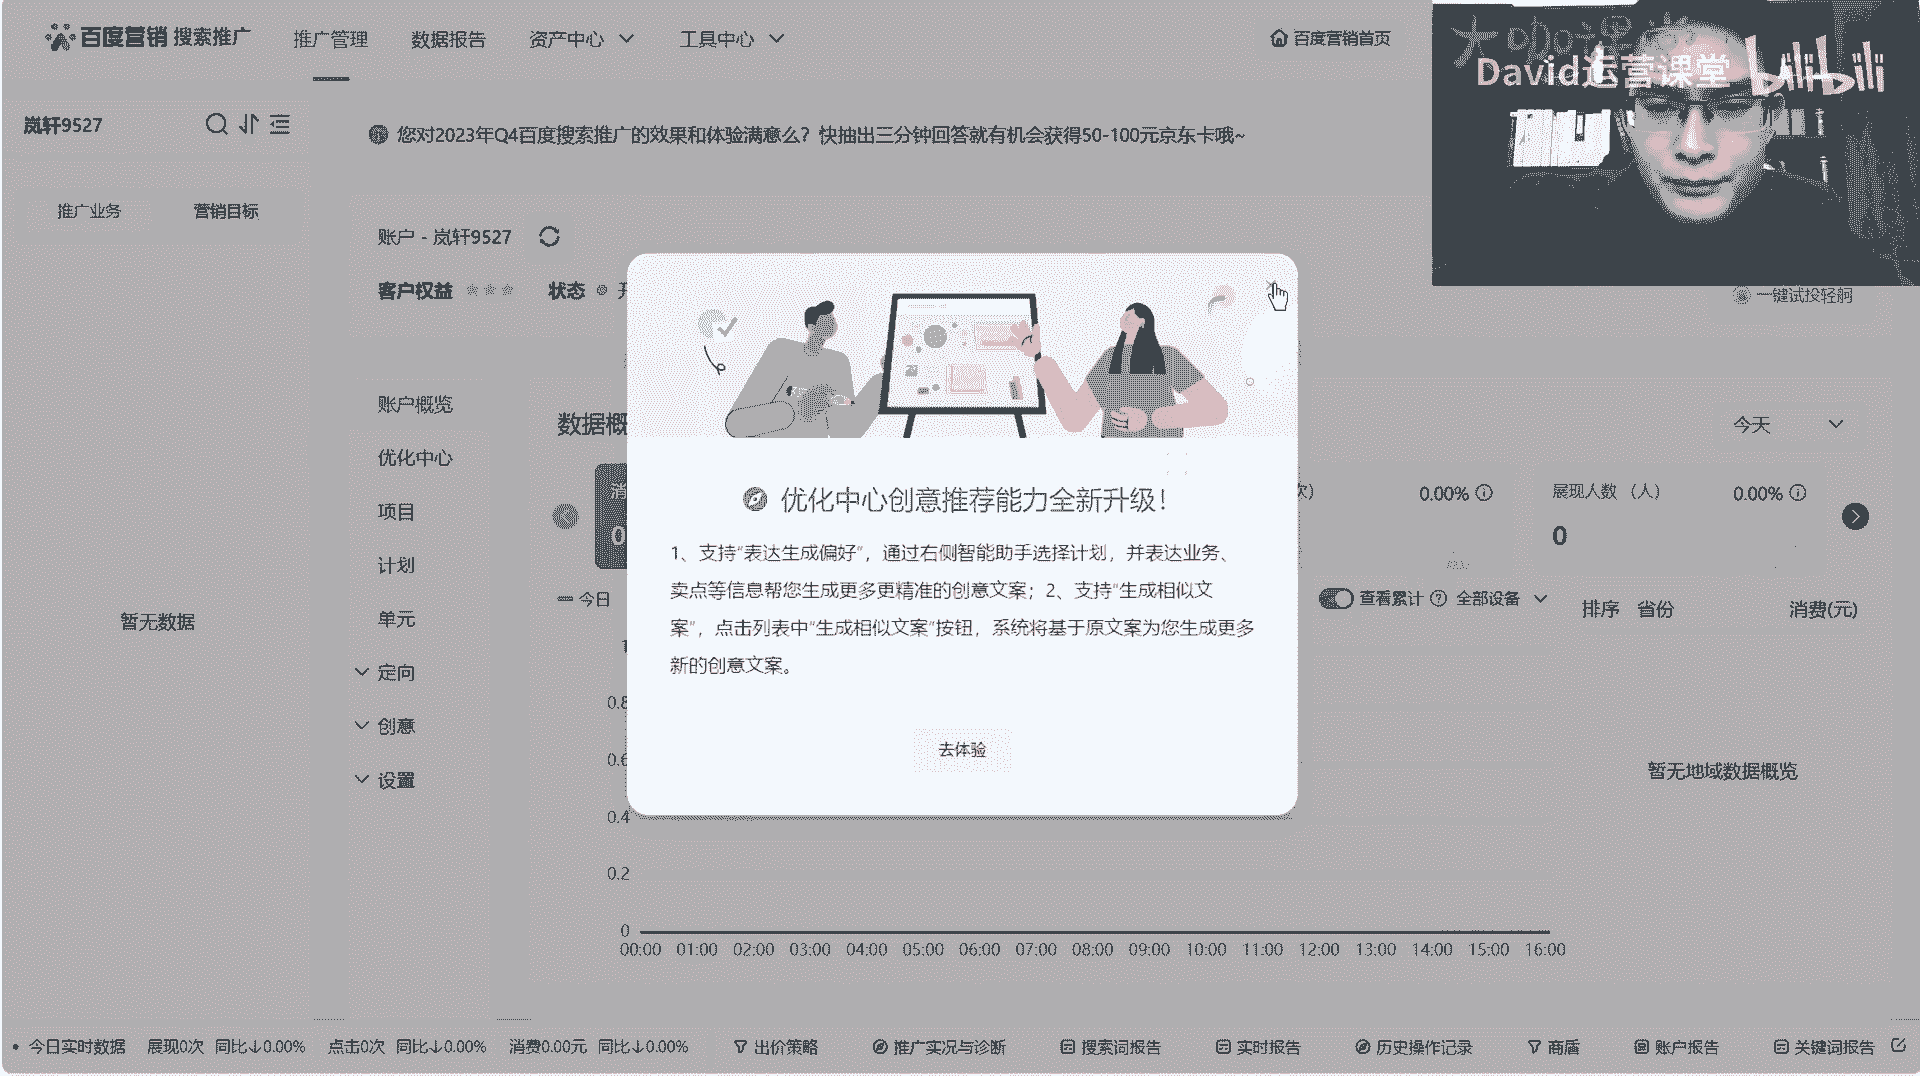 百度营销 搜索推广
推广管理
数据报告
资产中心
工具中心
百度营销首页
大咖课堂
David运营课堂
bilibili
岚轩9527
您对2023年Q4百度搜索推广的效果和体验满意么？快抽出三分钟回答就有机会获得50-100元京东卡哦~
推广业务
营销目标
账户 - 岚轩9527
客户权益
状态
一键试投轻舸
账户概览
优化中心
项目
计划
单元
定向
创意
设置
暂无数据
数据概
今天
0.00%
展现人数 （人）
0.00%
0
今日
查看累计
全部设备
排序 省份
消费(元)
优化中心创意推荐能力全新升级！
1、支持“表达生成偏好”，通过右侧智能助手选择计划，并表达业务、
卖点等信息帮您生成更多更精准的创意文案；2、支持“生成相似文
案”，点击列表中“生成相似文案”按钮，系统将基于原文案为您生成更多
新的创意文案。
去体验
0.8
0.6
0.4
0.2
0
00:00 01:00 02:00 03:00 04:00 05:00 06:00 07:00 08:00 09:00 10:00 11:00 12:00 13:00 14:00 15:00 16:00
暂无地域数据概览
今日实时数据 展现0次 同比↓0.00% 点击0次 同比↓0.00% 消费0.00元 同比↓0.00% 出价策略 推广实况与诊断 搜索词报告 实时报告 历史操作记录 商盾 账户报告 关键词报告